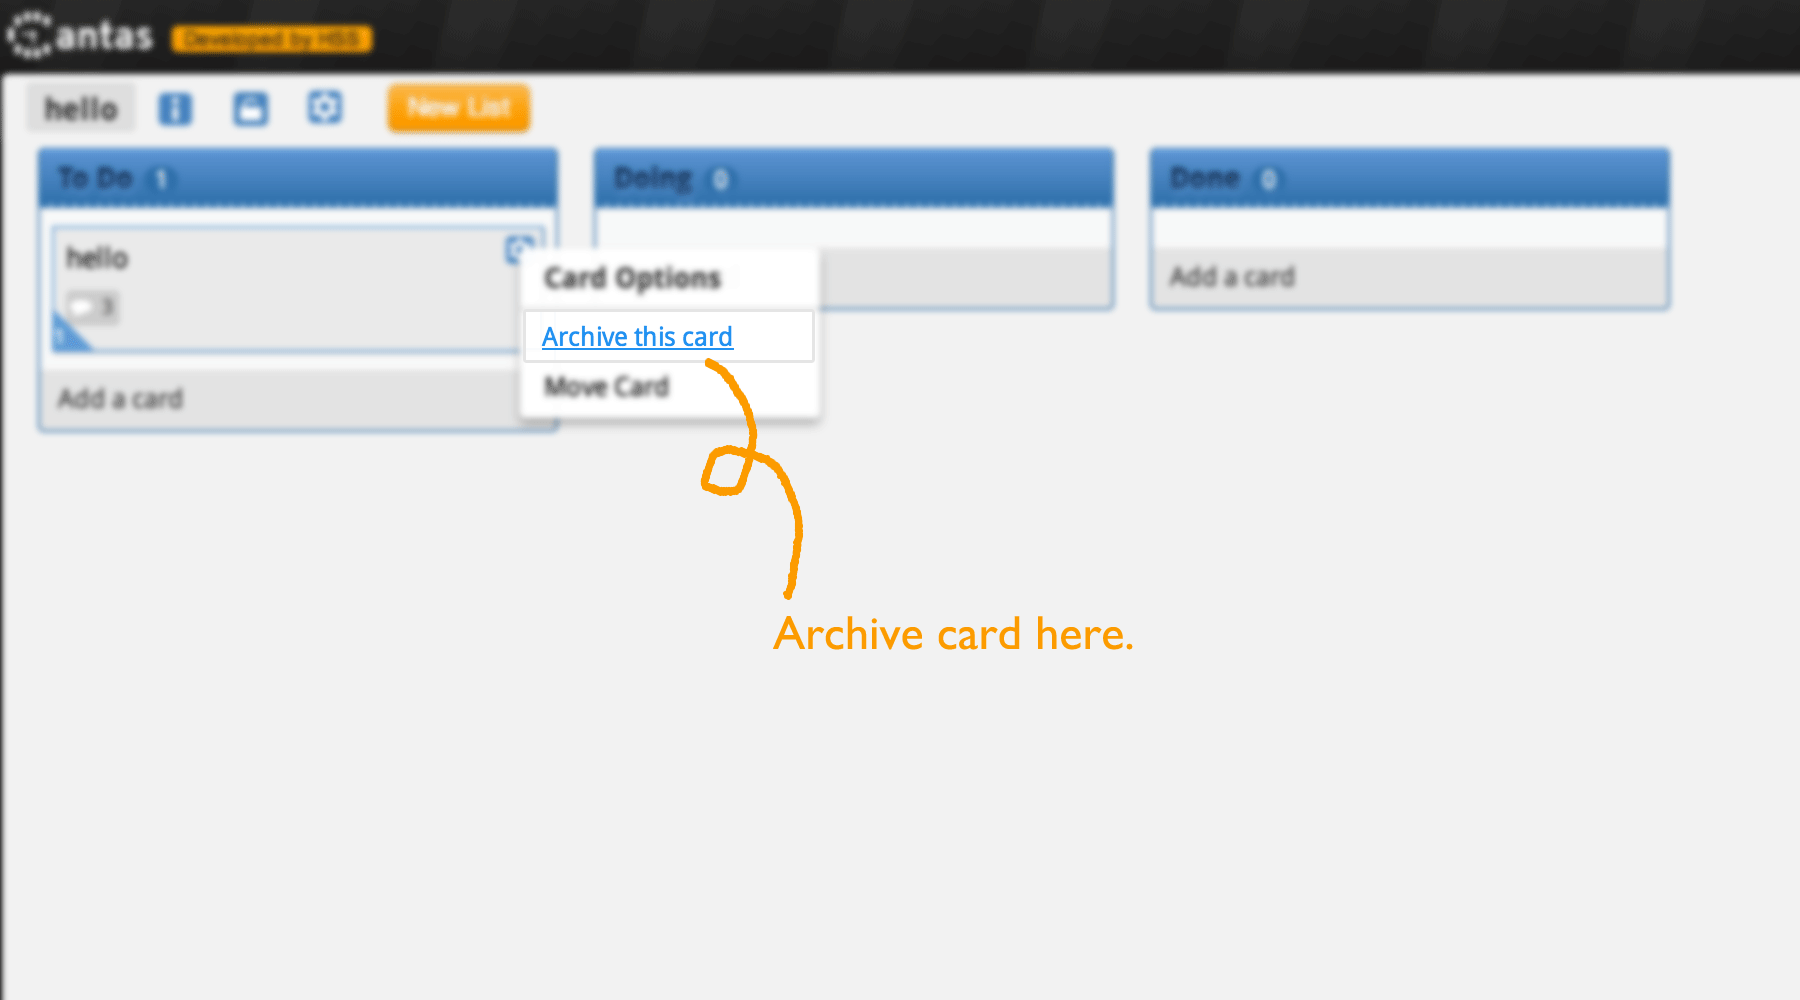 antas Developed by HSS
hello New List
To Do 1
Doing 0
Done 0
hello
3
1
Add a card
Card Options
Archive this card
Move Card
Add a card
Archive card here.